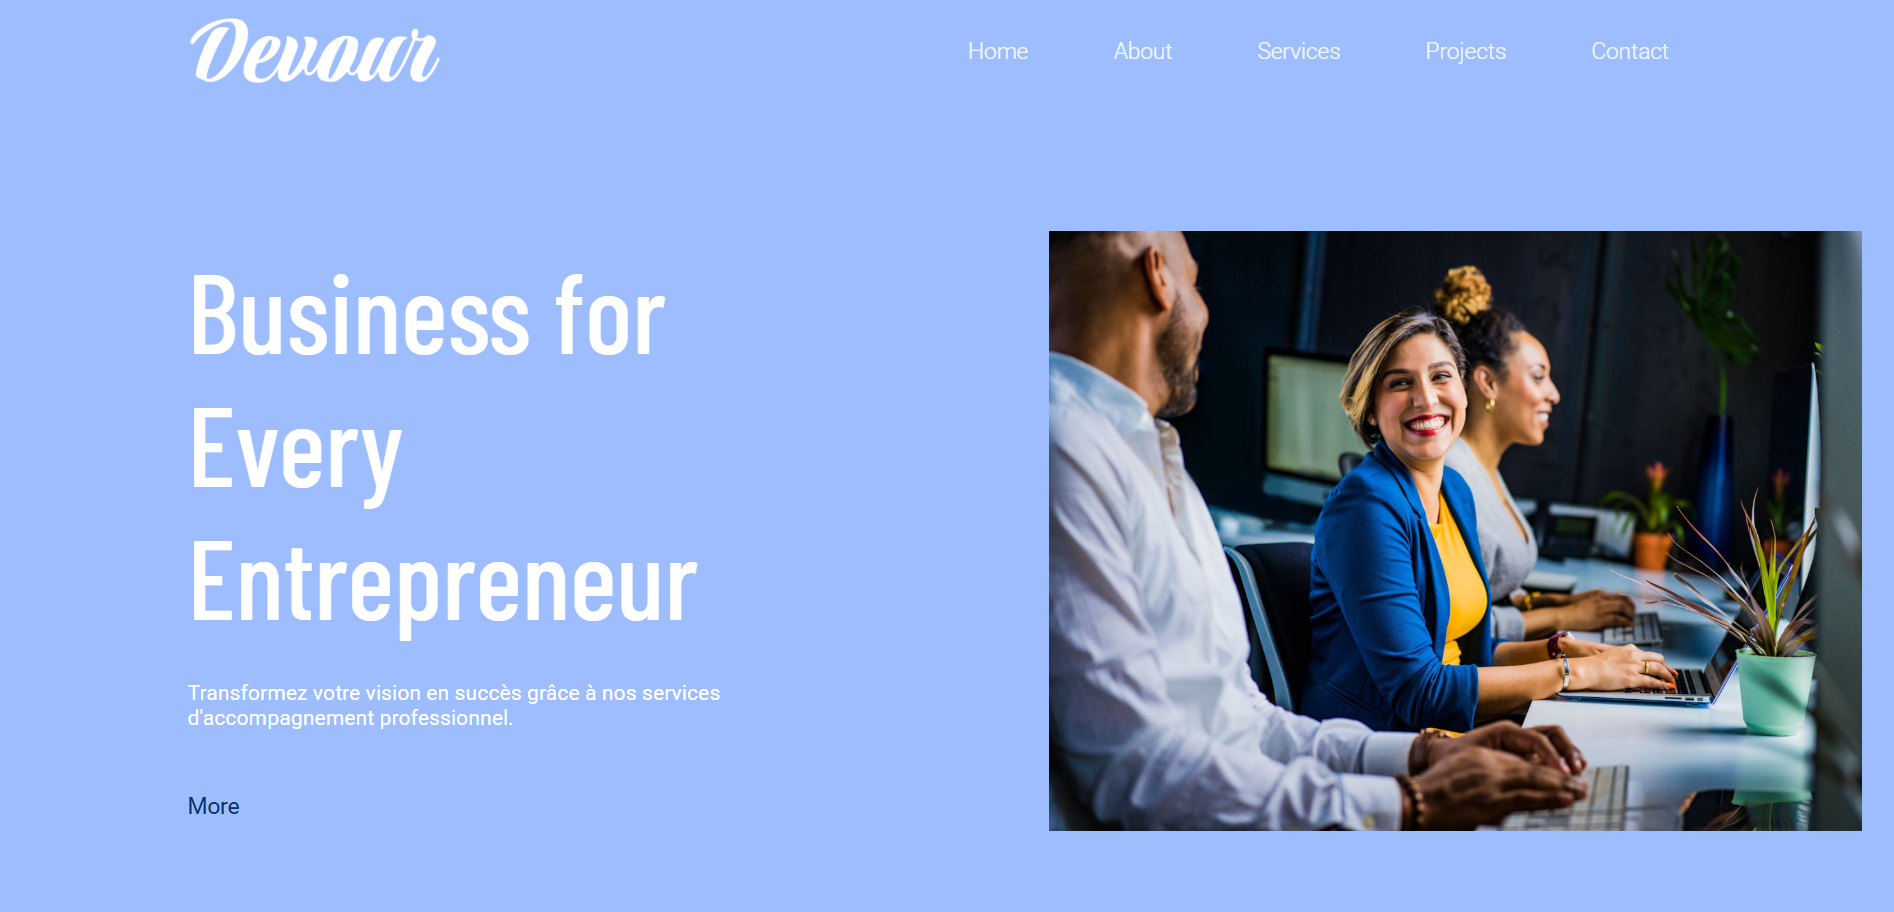 Devour
Home About Services Projects Contact
Business for
Every
Entrepreneur
Transformez votre vision en succès grâce à nos services
d'accompagnement professionnel.
More